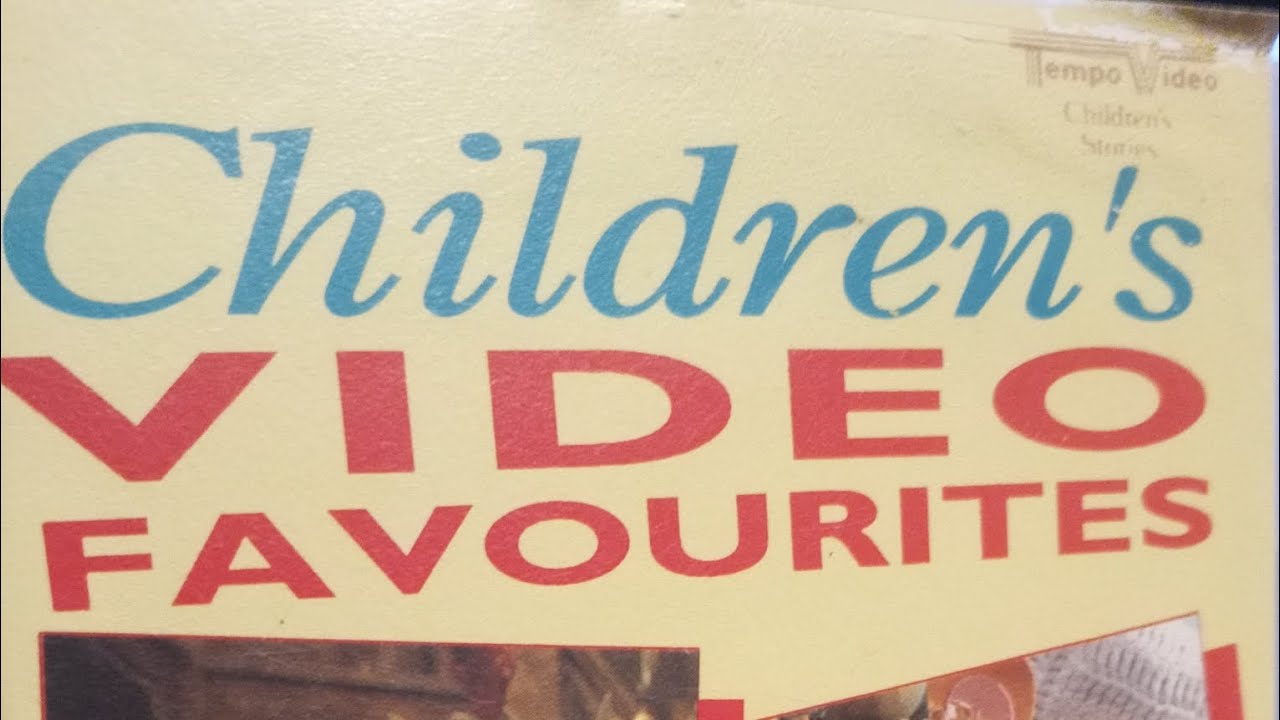 Tempo Video
Children's
Stories
Children's
VIDEO
FAVOURITES